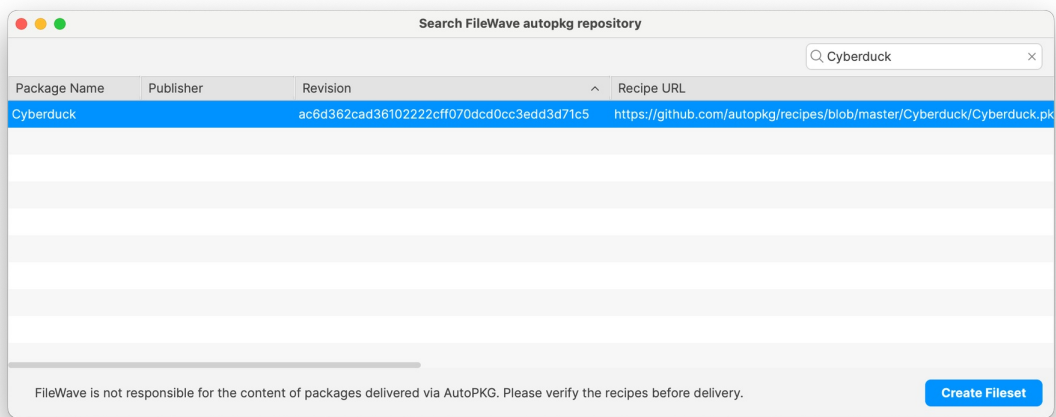 Search FileWave autopkg repository
Cyberduck
Package Name Publisher Revision Recipe URL
Cyberduck ac6d362cad36102222cff070dcd0cc3edd3d71c5 https://github.com/autopkg/recipes/blob/master/Cyberduck/Cyberduck.pk
FileWave is not responsible for the content of packages delivered via AutoPKG. Please verify the recipes before delivery.
Create Fileset